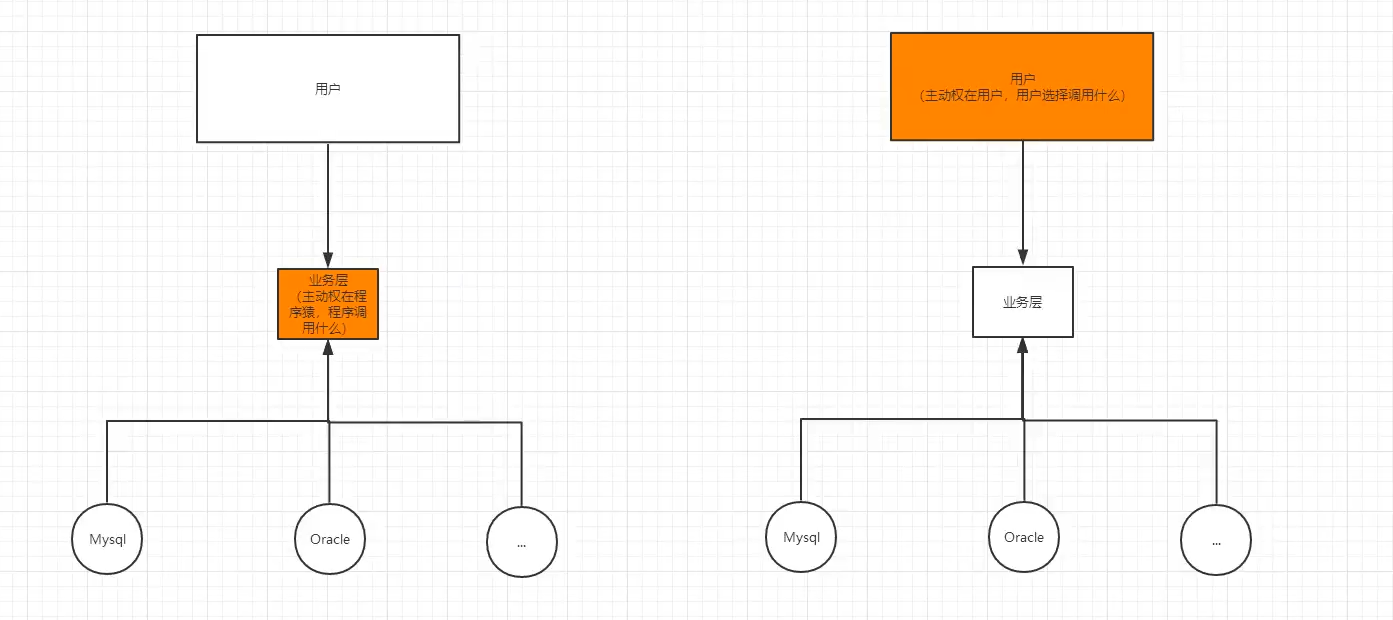 用户
业务层
（主动权在程
序猿，程序调
用什么）
Mysql
Oracle
...
用户
（主动权在用户，用户选择调用什么）
业务层
Mysql
Oracle
...